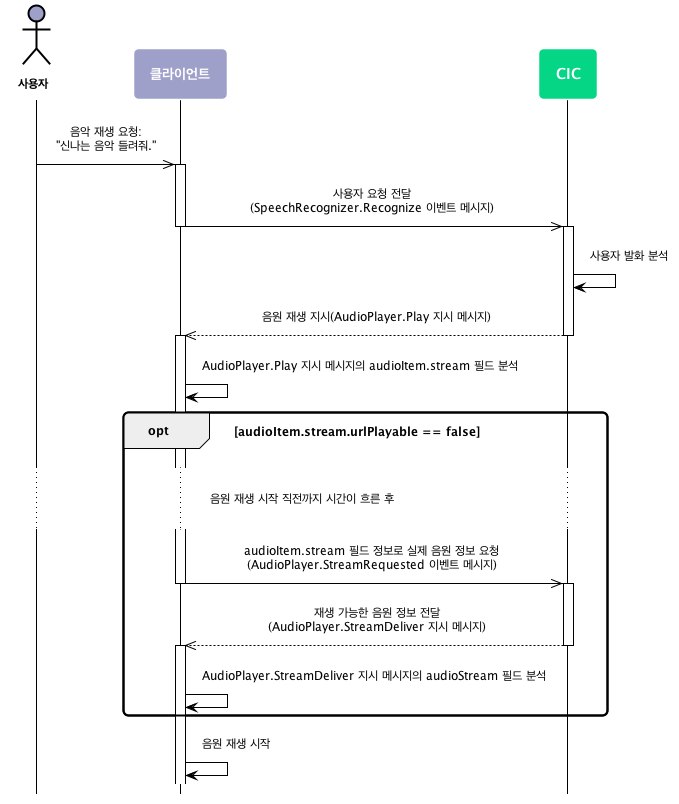 사용자
클라이언트
CIC
음악 재생 요청:
"신나는 음악 들려줘."
사용자 요청 전달
(SpeechRecognizer.Recognize 이벤트 메시지)
사용자 발화 분석
음원 재생 지시(AudioPlayer.Play 지시 메시지)
AudioPlayer.Play 지시 메시지의 audioItem.stream 필드 분석
opt
[audioItem.stream.urlPlayable == false]
음원 재생 시작 직전까지 시간이 흐른 후
audioItem.stream 필드 정보로 실제 음원 정보 요청
(AudioPlayer.StreamRequested 이벤트 메시지)
재생 가능한 음원 정보 전달
(AudioPlayer.StreamDeliver 지시 메시지)
AudioPlayer.StreamDeliver 지시 메시지의 audioStream 필드 분석
음원 재생 시작